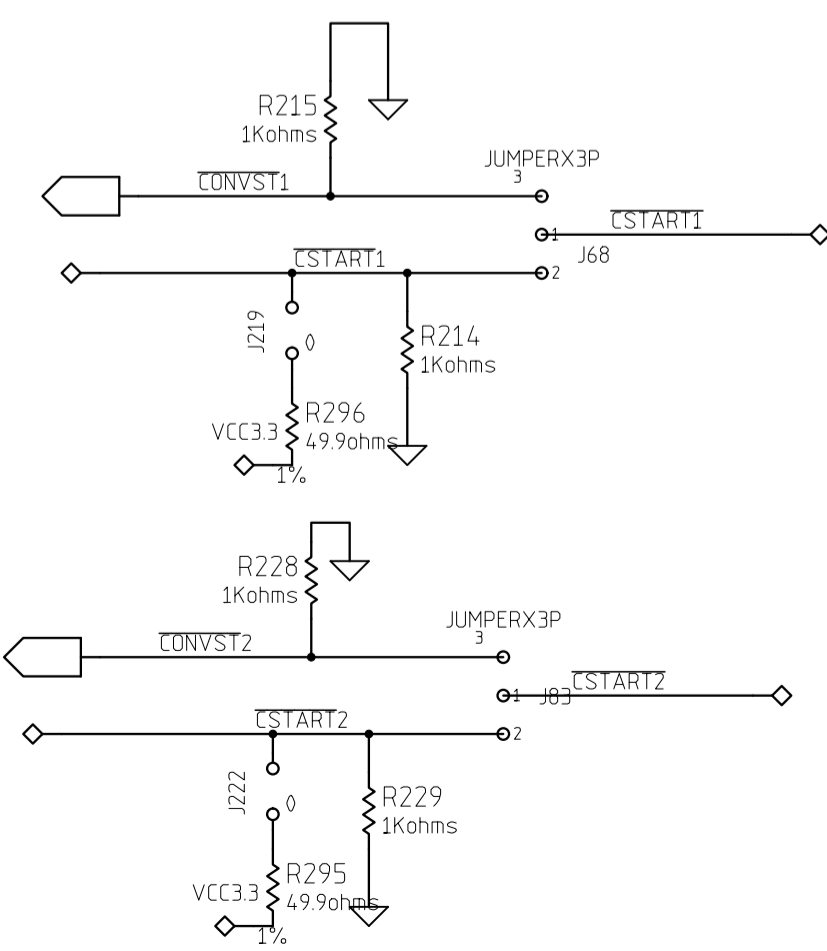 R215
1Kohms
JUMPERX3P
3
CONVST1
1
CSTART1
J68
CSTART1
2
J219
0
R214
1Kohms
R296
VCC3.3
49.9ohms
1%
R228
1Kohms
JUMPERX3P
3
CONVST2
1
J83
CSTART2
CSTART2
2
J222
0
R229
1Kohms
R295
VCC3.3
49.9ohms
1%